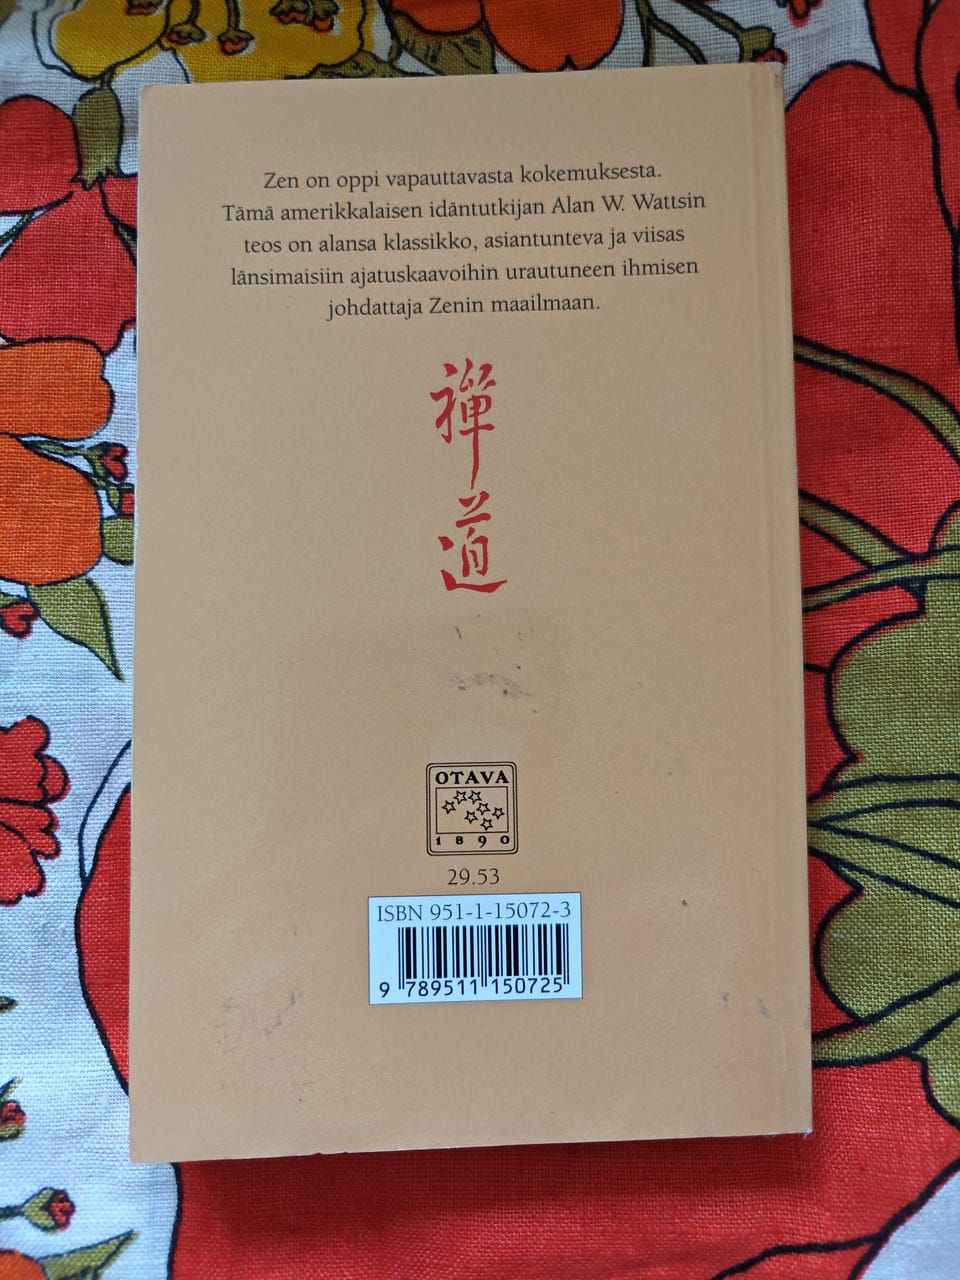 Zen on oppi vapauttavasta kokemuksesta.
Tämä amerikkalaisen idäntutkijan Alan W. Wattsin
teos on alansa klassikko, asiantunteva ja viisas
länsimaisiin ajatuskaavoihin urautuneen ihmisen
johdattaja Zenin maailmaan.
禅
道
OTAVA
1890
29.53
ISBN 951-1-15072-3
9 789511 150725